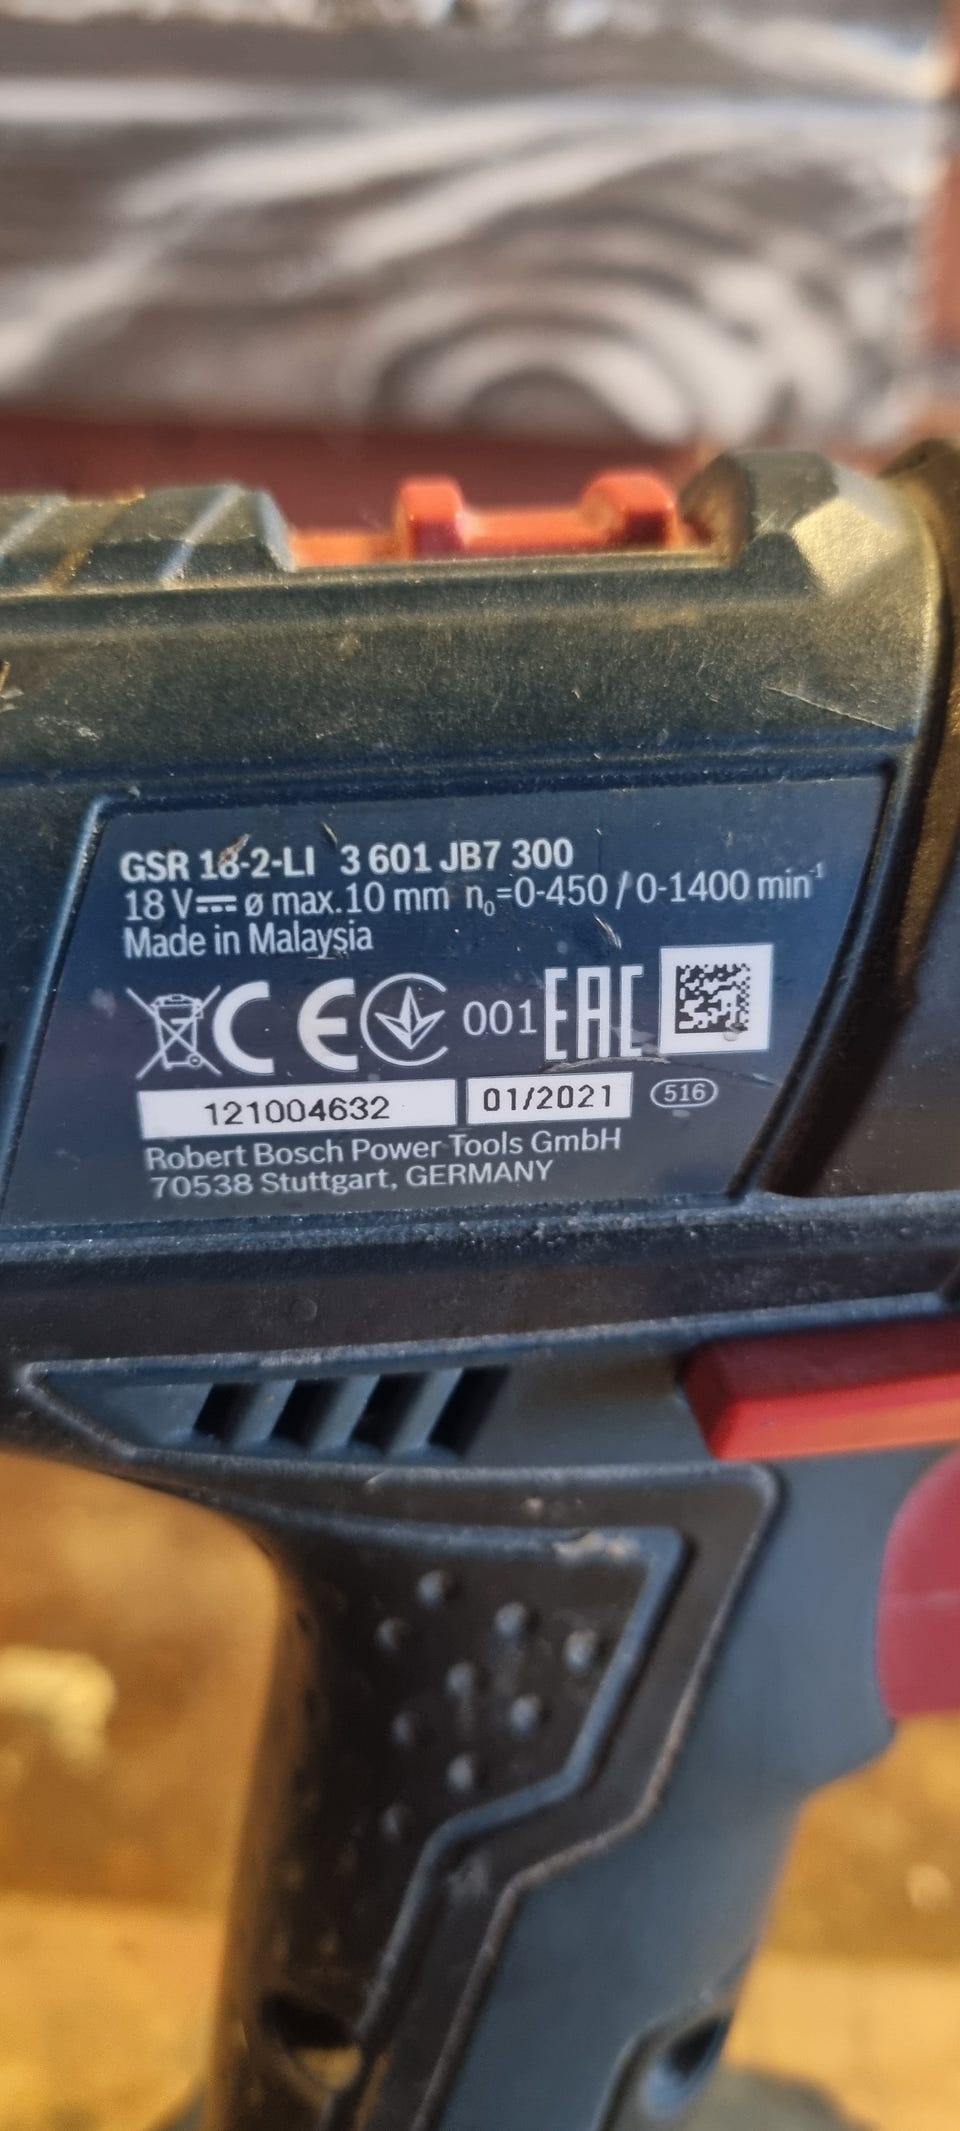 GSR 18-2-LI 3 601 JB7 300
18 V⎓ ø max.10 mm n₀=0-450 / 0-1400 min⁻¹
Made in Malaysia
CE 001 EAC
121004632 01/2021 516
Robert Bosch Power Tools GmbH
70538 Stuttgart, GERMANY